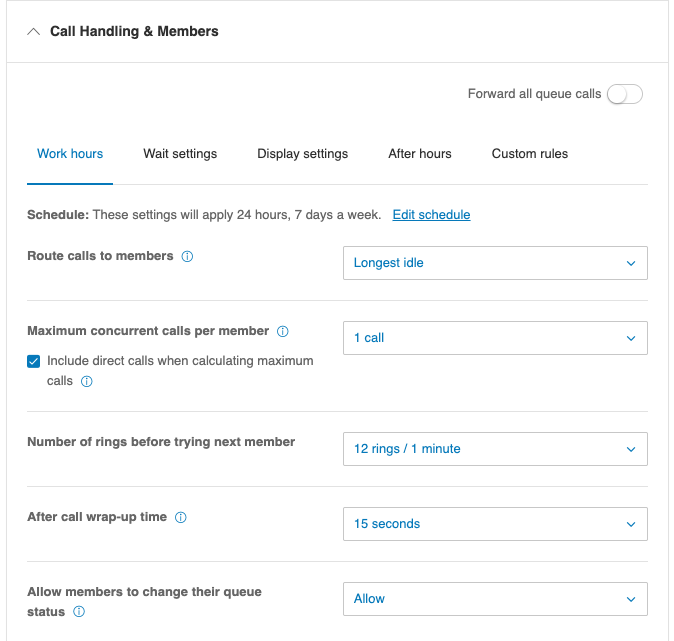 Call Handling & Members
Forward all queue calls
Work hours
Wait settings
Display settings
After hours
Custom rules
Schedule: These settings will apply 24 hours, 7 days a week. Edit schedule
Route calls to members
Longest idle
Maximum concurrent calls per member
1 call
Include direct calls when calculating maximum
calls
Number of rings before trying next member
12 rings / 1 minute
After call wrap-up time
15 seconds
Allow members to change their queue
status
Allow